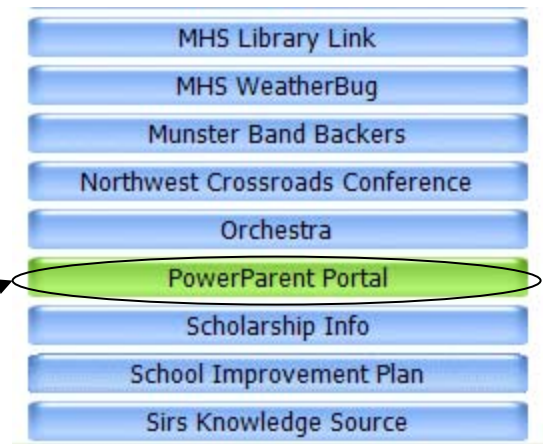 MHS Library Link
MHS WeatherBug
Munster Band Backers
Northwest Crossroads Conference
Orchestra
PowerParent Portal
Scholarship Info
School Improvement Plan
Sirs Knowledge Source